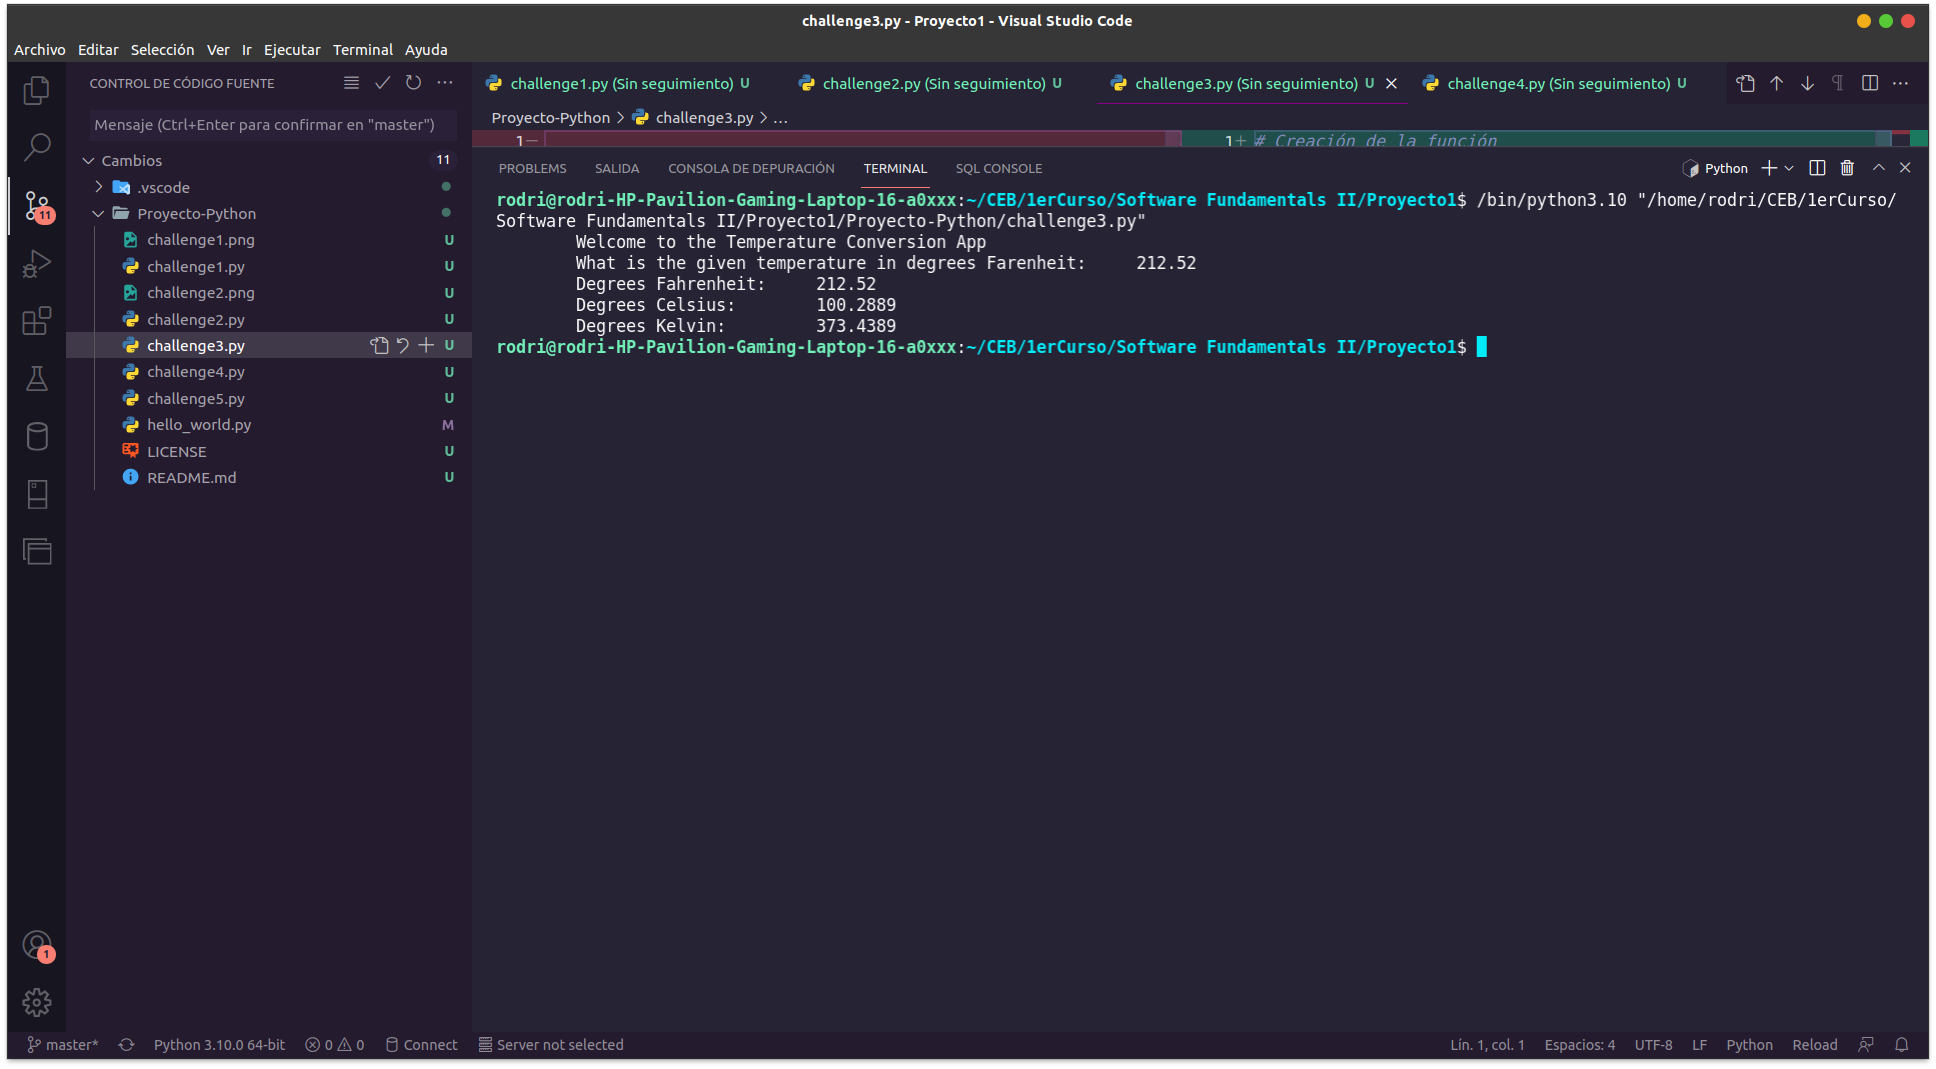 challenge3.py - Proyecto1 - Visual Studio Code
Archivo Editar Selección Ver Ir Ejecutar Terminal Ayuda
CONTROL DE CÓDIGO FUENTE
Mensaje (Ctrl+Enter para confirmar en "master")
Cambios 11
.vscode
Proyecto-Python
challenge1.png U
challenge1.py U
challenge2.png U
challenge2.py U
challenge3.py U
challenge4.py U
challenge5.py U
hello_world.py M
LICENSE U
README.md U
11
1
challenge1.py (Sin seguimiento) U challenge2.py (Sin seguimiento) U challenge3.py (Sin seguimiento) U challenge4.py (Sin seguimiento) U
Proyecto-Python > challenge3.py > ...
1− 1+ # Creación de la función
PROBLEMS SALIDA CONSOLA DE DEPURACIÓN TERMINAL SQL CONSOLE Python
rodri@rodri-HP-Pavilion-Gaming-Laptop-16-a0xxx:~/CEB/1erCurso/Software Fundamentals II/Proyecto1$ /bin/python3.10 "/home/rodri/CEB/1erCurso/
Software Fundamentals II/Proyecto1/Proyecto-Python/challenge3.py"
Welcome to the Temperature Conversion App
What is the given temperature in degrees Farenheit: 212.52
Degrees Fahrenheit: 212.52
Degrees Celsius: 100.2889
Degrees Kelvin: 373.4389
rodri@rodri-HP-Pavilion-Gaming-Laptop-16-a0xxx:~/CEB/1erCurso/Software Fundamentals II/Proyecto1$
master* Python 3.10.0 64-bit 0 0 Connect Server not selected Lín. 1, col. 1 Espacios: 4 UTF-8 LF Python Reload